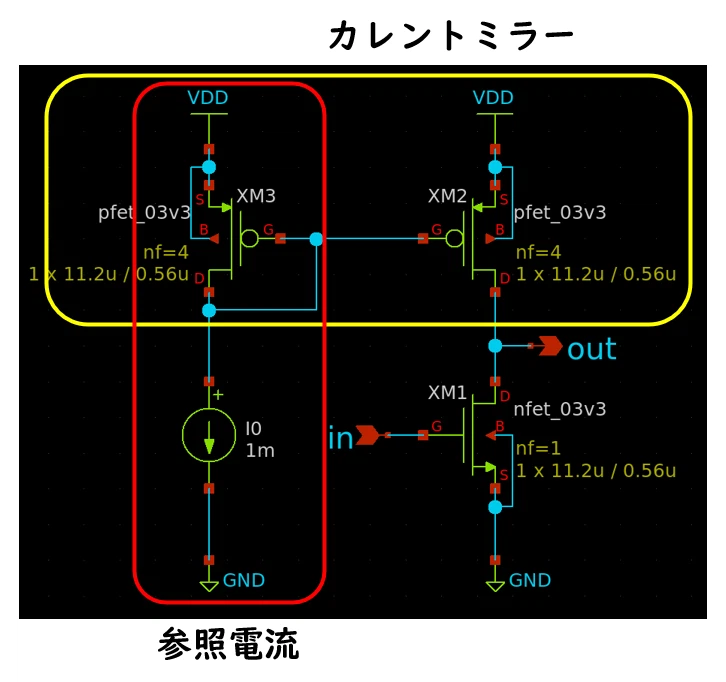 カレントミラー
VDD
VDD
S
XM3
XM2
S
pfet_03v3
pfet_03v3
B
G
G
B
nf=4
nf=4
1 x 11.2u / 0.56u
1 x 11.2u / 0.56u
D
D
out
+
XM1
D
nfet_03v3
I0
in
G
B
1m
nf=1
1 x 11.2u / 0.56u
S
GND
GND
参照電流